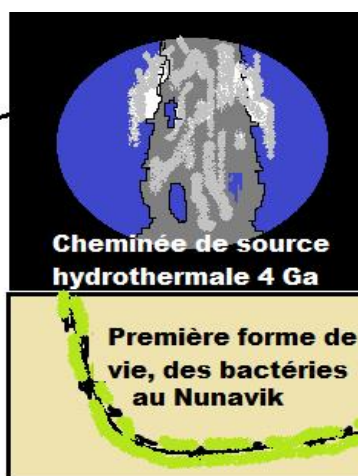 Cheminée de source
hydrothermale 4 Ga
Première forme de
vie, des bactéries
au Nunavik